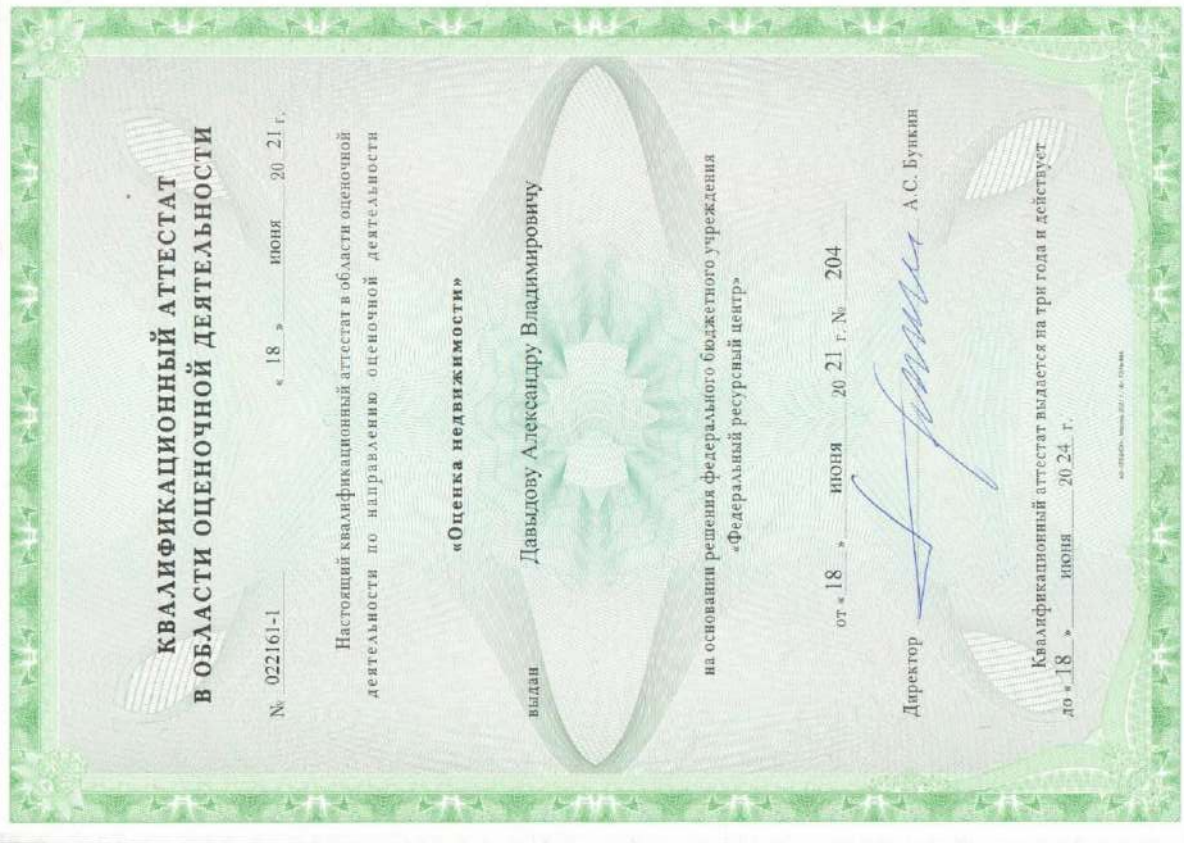 КВАЛИФИКАЦИОННЫЙ АТТЕСТАТ
В ОБЛАСТИ ОЦЕНОЧНОЙ ДЕЯТЕЛЬНОСТИ
№ 022161-1 « 18 » июня 20 21 г.
Настоящий квалификационный аттестат в области оценочной
деятельности по направлению оценочной деятельности
«Оценка недвижимости»
выдан Давыдову Александру Владимировичу
на основании решения федерального бюджетного учреждения
«Федеральный ресурсный центр»
от « 18 » июня 20 21 г. № 204
Директор А.С. Бункин
Квалификационный аттестат выдается на три года и действует
до « 18 » июня 20 24 г.